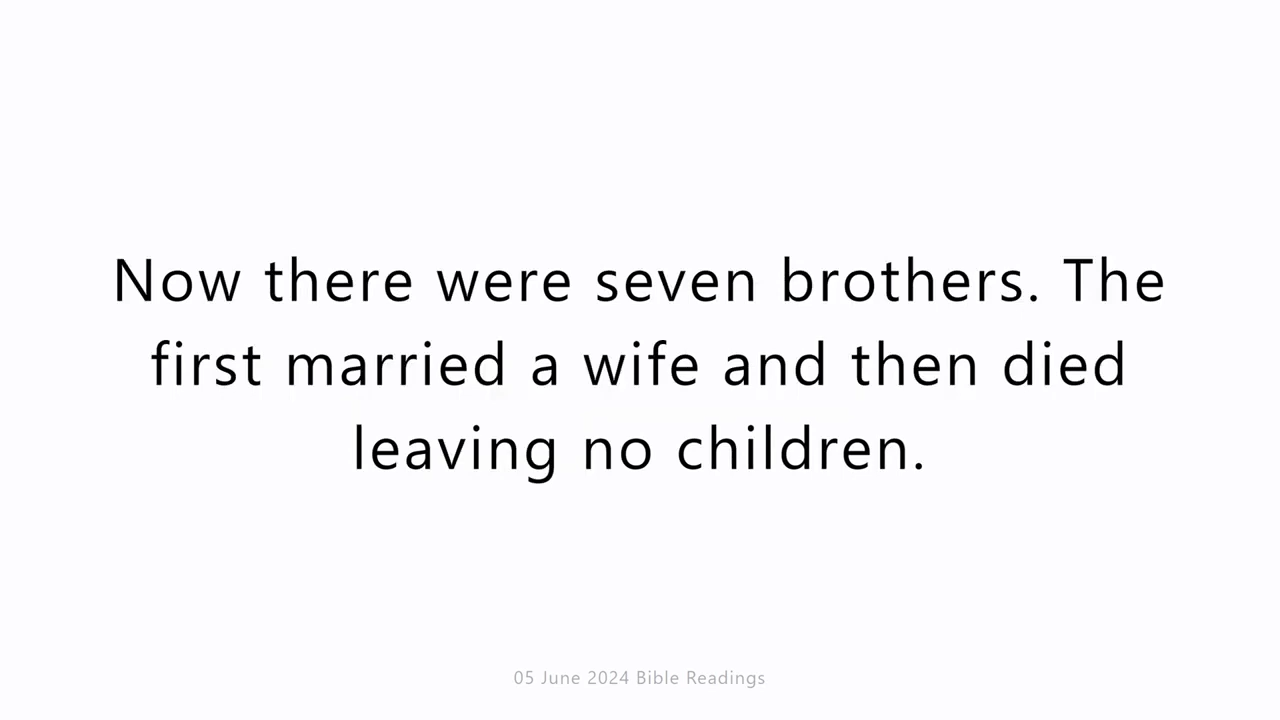 Now there were seven brothers. The
first married a wife and then died
leaving no children.
05 June 2024 Bible Readings